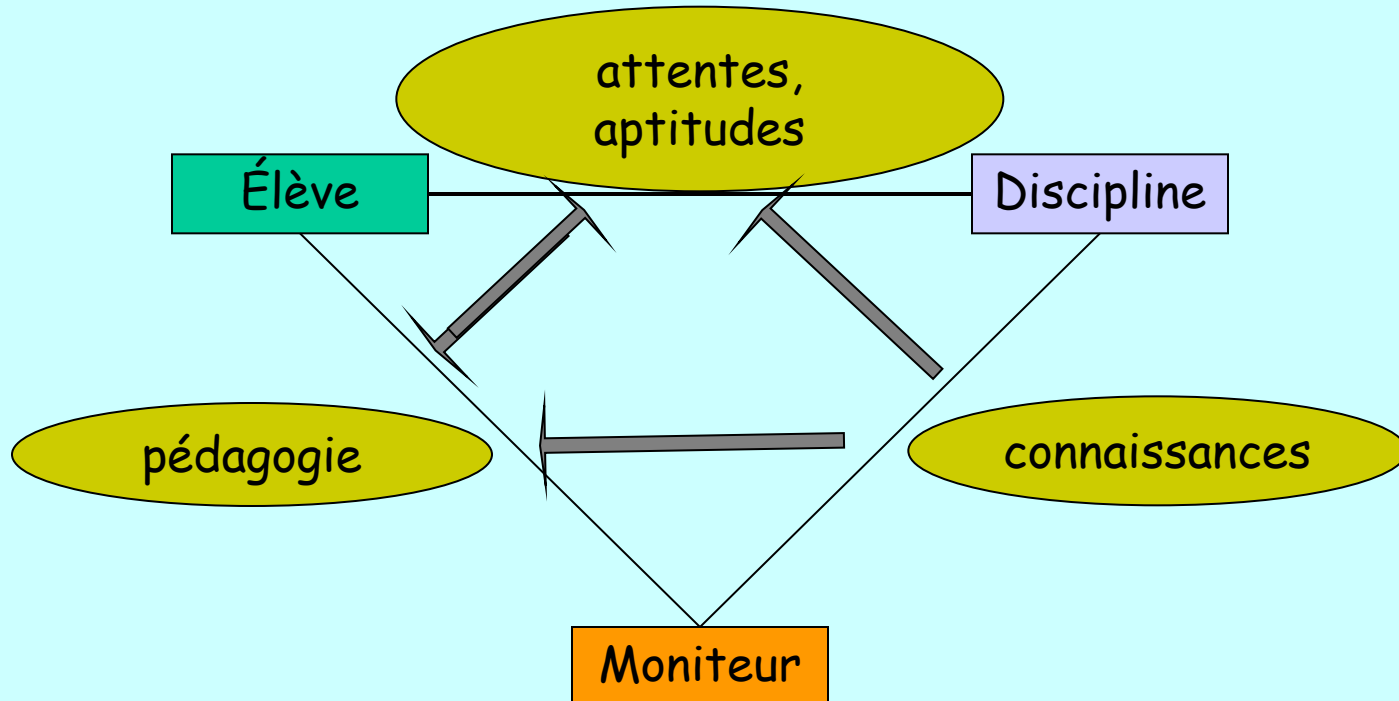 attentes,
aptitudes
Élève
Discipline
pédagogie
connaissances
Moniteur